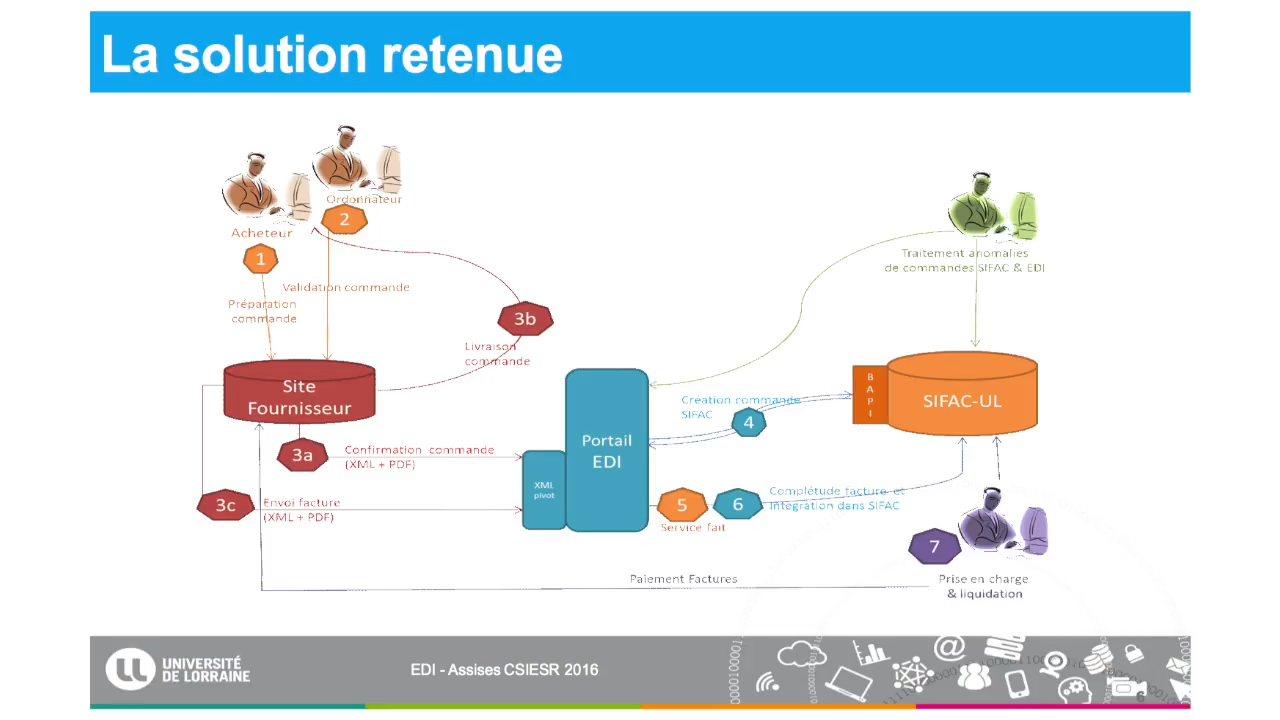 La solution retenue
Ordonnateur
2
Acheteur
1
Traitement anomalies
de commandes SIFAC & EDI
Validation commande
Préparation
commande
3b
Livraison
commande
Site
Fournisseur
B
A
P
I
SIFAC-UL
Création commande
SIFAC
4
Portail
EDI
3a
Confirmation commande
(XML + PDF)
XML
pivot
3c
Envoi facture
(XML + PDF)
5
Service fait
6
Complétude facture et
intégration dans SIFAC
7
Prise en charge
& liquidation
Paiement Factures
UNIVERSITÉ
DE LORRAINE
EDI - Assises CSIESR 2016
6